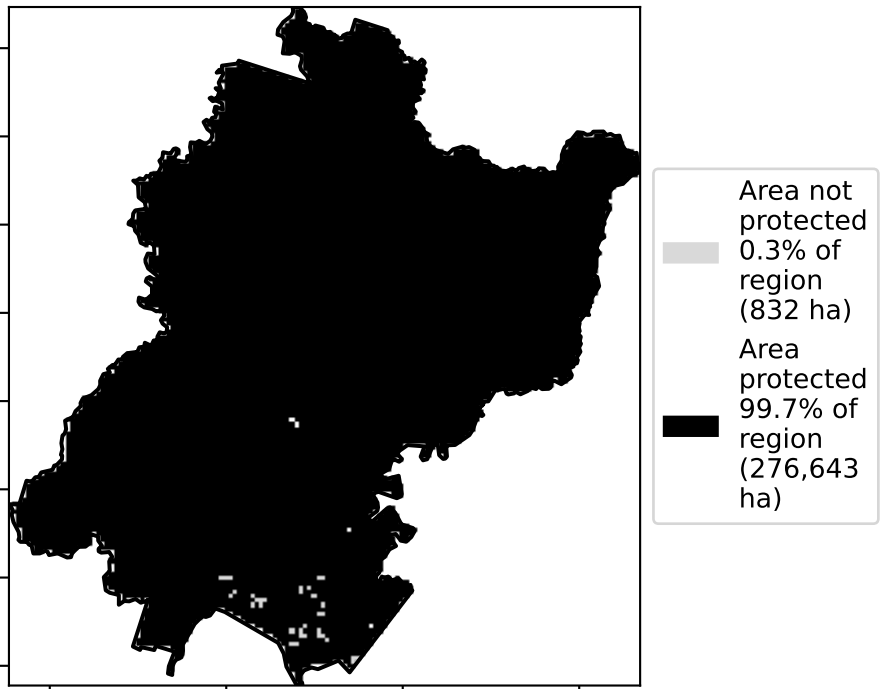 Area not
protected
0.3% of
region
(832 ha)
Area
protected
99.7% of
region
(276,643
ha)